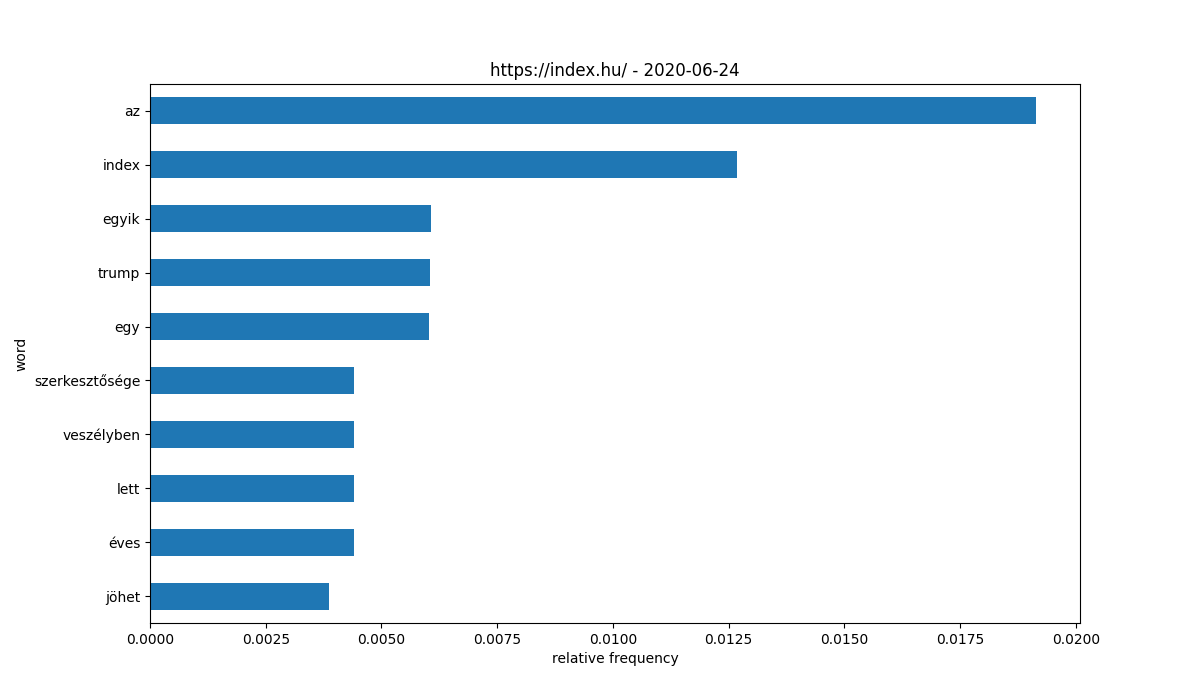 https://index.hu/ - 2020-06-24
az
index
egyik
trump
egy
szerkesztősége
veszélyben
lett
éves
jöhet
word
0.0000 0.0025 0.0050 0.0075 0.0100 0.0125 0.0150 0.0175 0.0200
relative frequency